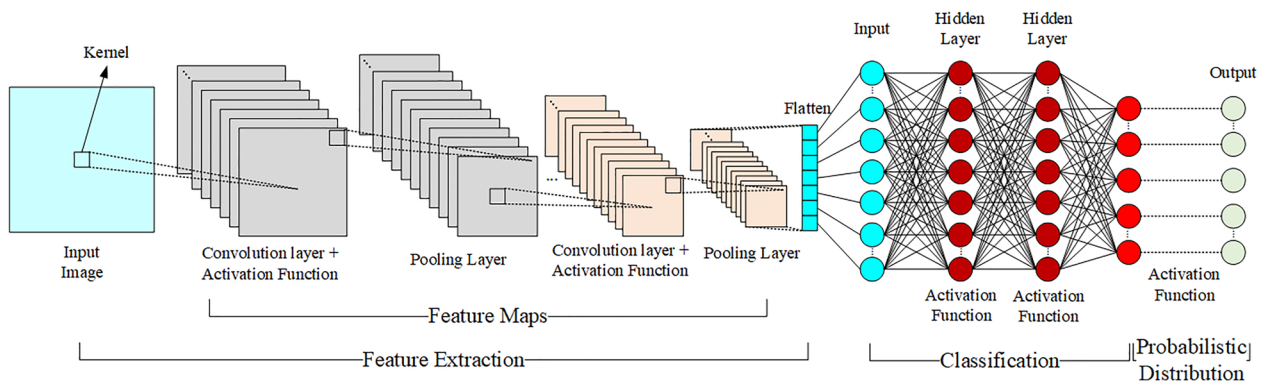 Kernel
Input
Image
Convolution layer +
Activation Function
Pooling Layer
...
Convolution layer +
Activation Function
Pooling Layer
Flatten
Input
Hidden
Layer
Hidden
Layer
Activation
Function
Activation
Function
Output
Activation
Function
Feature Maps
Feature Extraction
Classification
Probabilistic
Distribution